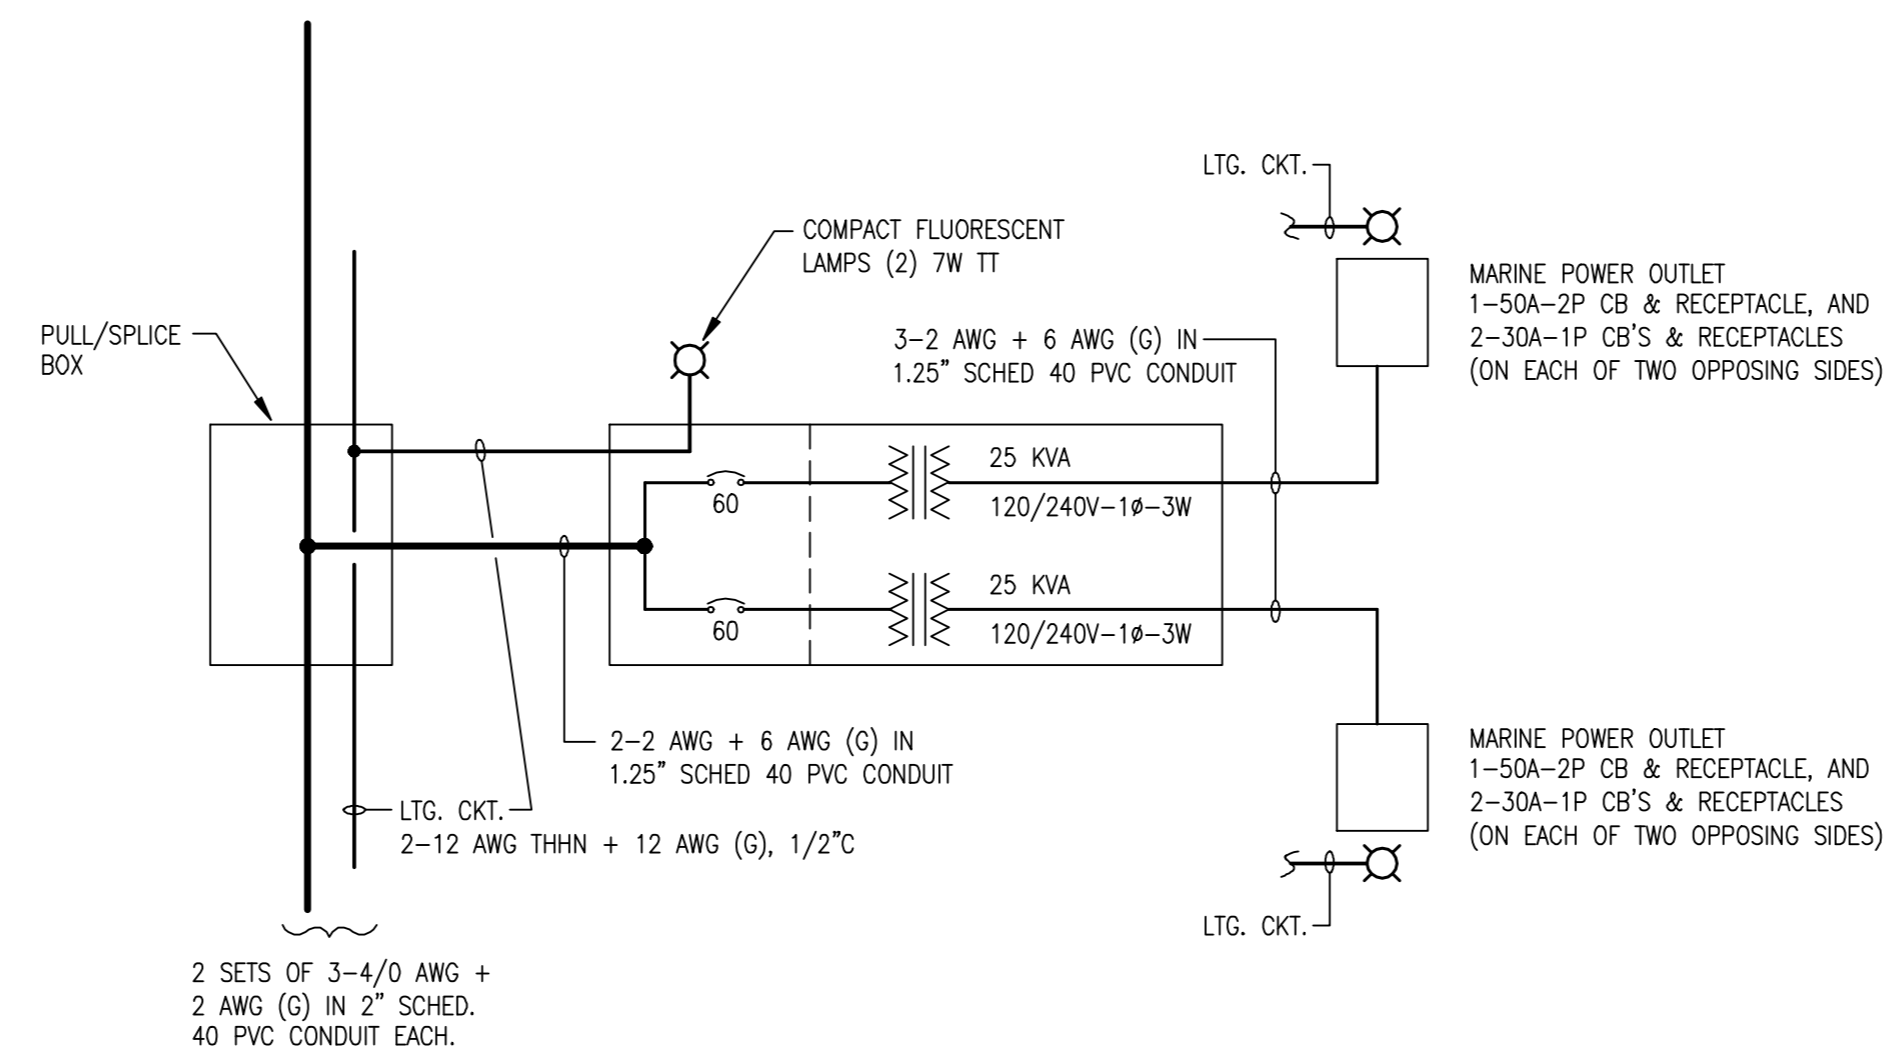 LTG. CKT.
COMPACT FLUORESCENT
LAMPS (2) 7W TT
MARINE POWER OUTLET
1-50A-2P CB & RECEPTACLE, AND
2-30A-1P CB'S & RECEPTACLES
(ON EACH OF TWO OPPOSING SIDES)
PULL/SPLICE
BOX
3-2 AWG + 6 AWG (G) IN
1.25" SCHED 40 PVC CONDUIT
60
25 KVA
120/240V-1ø-3W
60
25 KVA
120/240V-1ø-3W
2-2 AWG + 6 AWG (G) IN
1.25" SCHED 40 PVC CONDUIT
MARINE POWER OUTLET
1-50A-2P CB & RECEPTACLE, AND
2-30A-1P CB'S & RECEPTACLES
(ON EACH OF TWO OPPOSING SIDES)
LTG. CKT.
2-12 AWG THHN + 12 AWG (G), 1/2"C
LTG. CKT.
2 SETS OF 3-4/0 AWG +
2 AWG (G) IN 2" SCHED.
40 PVC CONDUIT EACH.